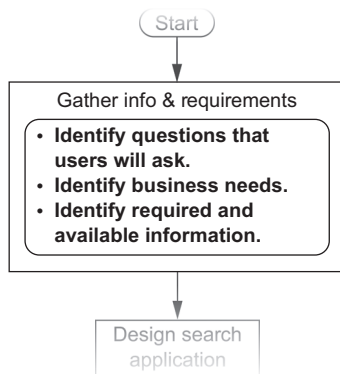 Start
Gather info & requirements
• Identify questions that
users will ask.
• Identify business needs.
• Identify required and
available information.
Design search
application